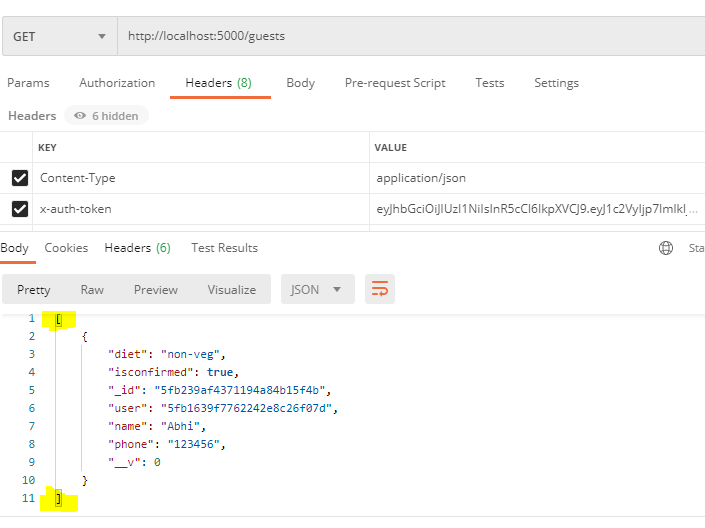 GET http://localhost:5000/guests
Params Authorization Headers (8) Body Pre-request Script Tests Settings
Headers 6 hidden
KEY VALUE
Content-Type application/json
x-auth-token eyJhbGciOiJIUzI1NiIsInR5cCI6IkpXVCJ9.eyJ1c2VyIjp7ImlkI...
Body Cookies Headers (6) Test Results Sta
Pretty Raw Preview Visualize JSON
1 [
2 {
3 "diet": "non-veg",
4 "isconfirmed": true,
5 "_id": "5fb239af4371194a84b15f4b",
6 "user": "5fb1639f7762242e8c26f07d",
7 "name": "Abhi",
8 "phone": "123456",
9 "__v": 0
10 }
11 ]